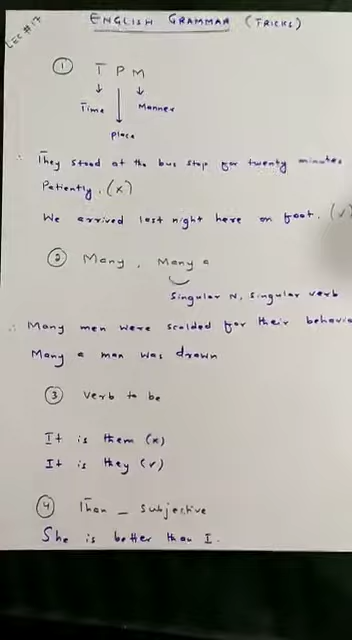 LEC #17
ENGLISH GRAMMAR (TRICKS)
① T P M
Time Manner
Place
They stood at the bus stop for twenty minutes
Patiently. (x)
We arrived last night here on foot. (✓)
② Many, Many a
Singular N, Singular verb
Many men were scolded for their behavio
Many a man was drawn
③ Verb to be
It is them (x)
It is they (✓)
④ Than - subjective
She is better than I.